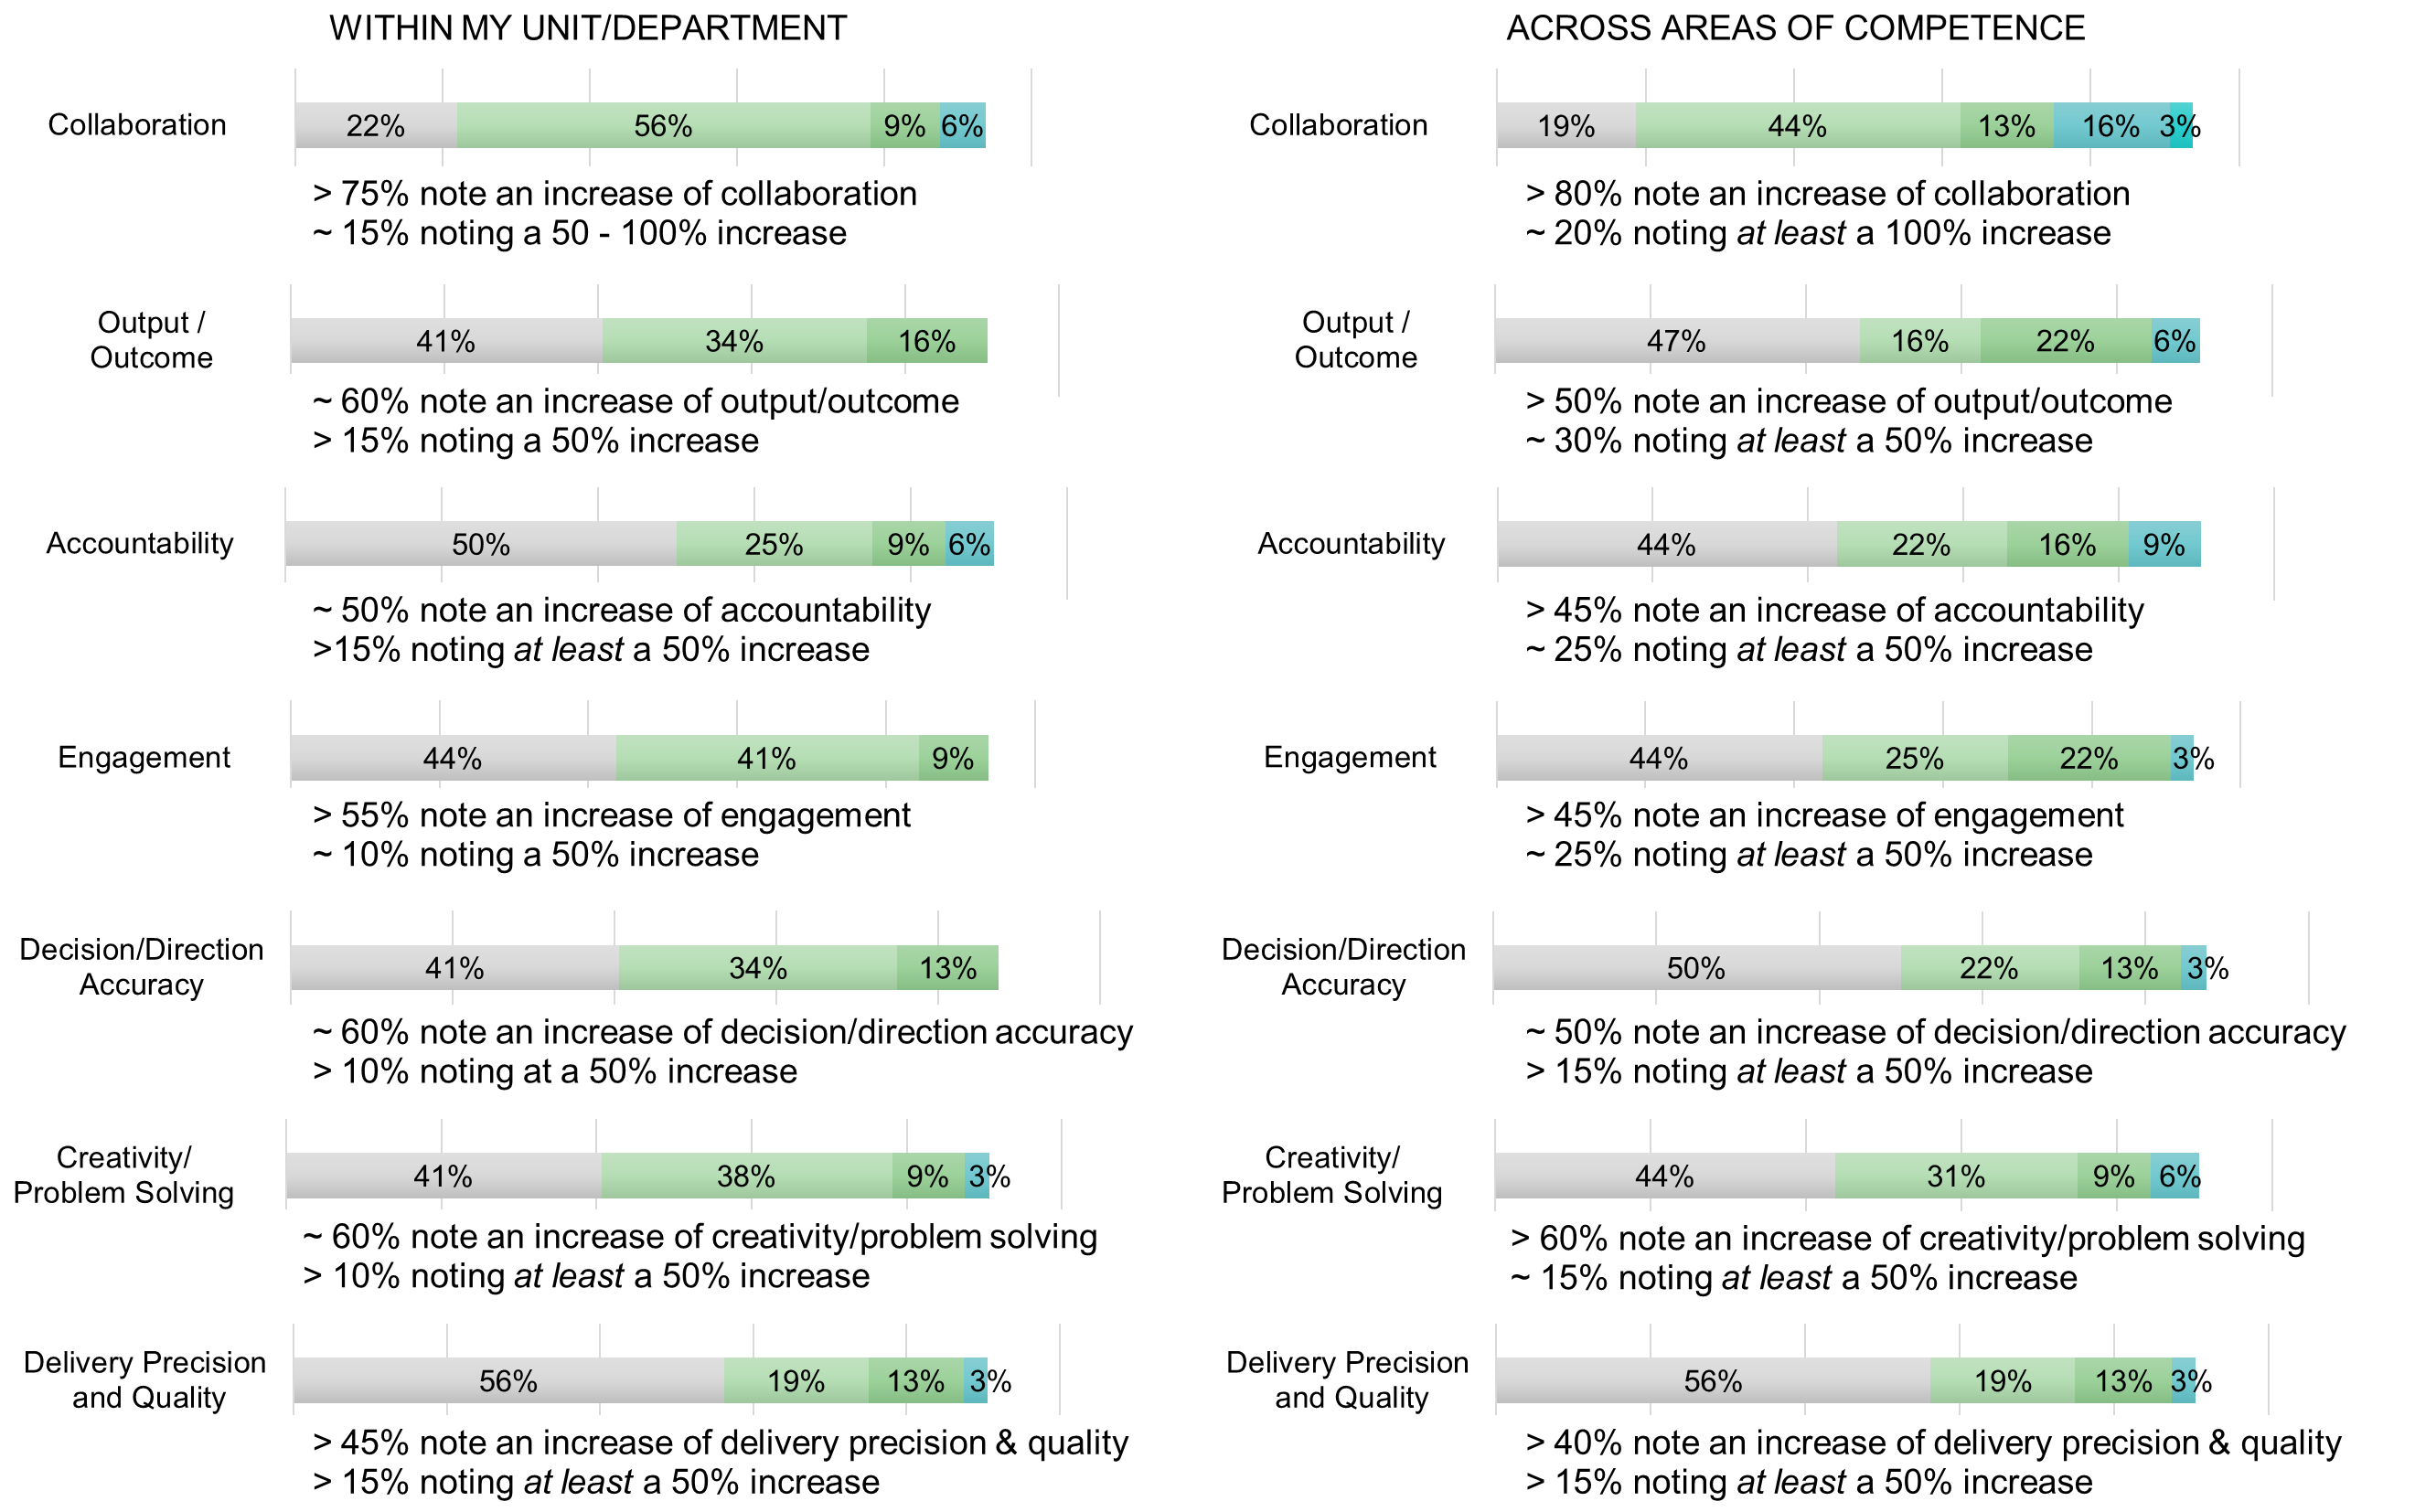 WITHIN MY UNIT/DEPARTMENT
Collaboration
22% 56% 9% 6%
> 75% note an increase of collaboration
~ 15% noting a 50 - 100% increase
Output /
Outcome
41% 34% 16%
~ 60% note an increase of output/outcome
> 15% noting a 50% increase
Accountability
50% 25% 9% 6%
~ 50% note an increase of accountability
>15% noting at least a 50% increase
Engagement
44% 41% 9%
> 55% note an increase of engagement
~ 10% noting a 50% increase
Decision/Direction
Accuracy
41% 34% 13%
~ 60% note an increase of decision/direction accuracy
> 10% noting at a 50% increase
Creativity/
Problem Solving
41% 38% 9% 3%
~ 60% note an increase of creativity/problem solving
> 10% noting at least a 50% increase
Delivery Precision
and Quality
56% 19% 13% 3%
> 45% note an increase of delivery precision & quality
> 15% noting at least a 50% increase
ACROSS AREAS OF COMPETENCE
Collaboration
19% 44% 13% 16% 3%
> 80% note an increase of collaboration
~ 20% noting at least a 100% increase
Output /
Outcome
47% 16% 22% 6%
> 50% note an increase of output/outcome
~ 30% noting at least a 50% increase
Accountability
44% 22% 16% 9%
> 45% note an increase of accountability
~ 25% noting at least a 50% increase
Engagement
44% 25% 22% 3%
> 45% note an increase of engagement
~ 25% noting at least a 50% increase
Decision/Direction
Accuracy
50% 22% 13% 3%
~ 50% note an increase of decision/direction accuracy
> 15% noting at least a 50% increase
Creativity/
Problem Solving
44% 31% 9% 6%
> 60% note an increase of creativity/problem solving
~ 15% noting at least a 50% increase
Delivery Precision
and Quality
56% 19% 13% 3%
> 40% note an increase of delivery precision & quality
> 15% noting at least a 50% increase